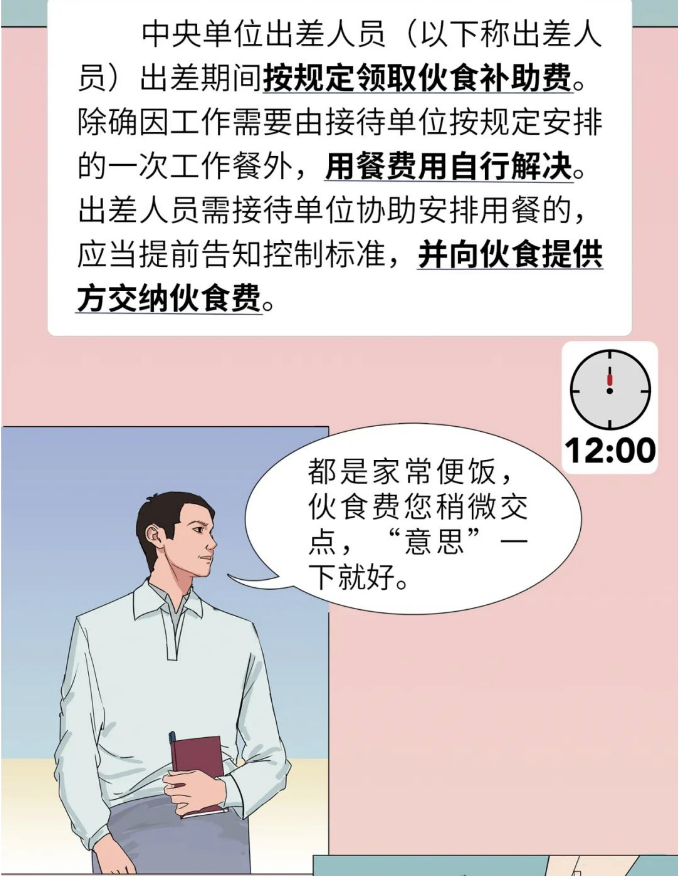 中央单位出差人员（以下称出差人
员）出差期间按规定领取伙食补助费。
除确因工作需要由接待单位按规定安排
的一次工作餐外，用餐费用自行解决。
出差人员需接待单位协助安排用餐的，
应当提前告知控制标准，并向伙食提供
方交纳伙食费。
12:00
都是家常便饭，
伙食费您稍微交
点，“意思”一
下就好。